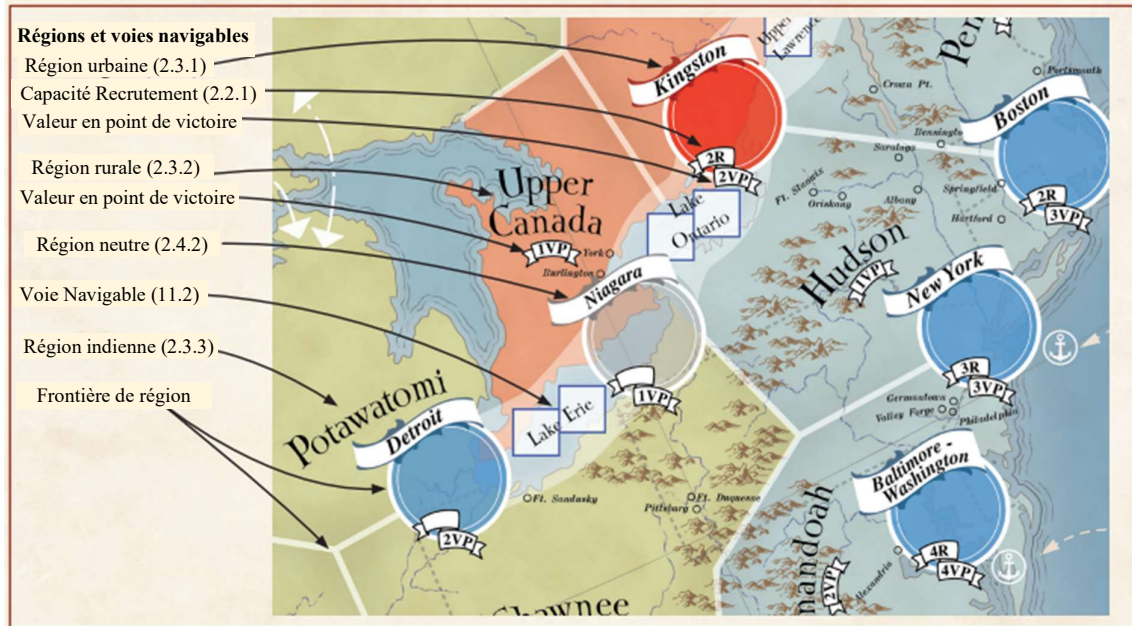 Régions et voies navigables
Région urbaine (2.3.1)
Capacité Recrutement (2.2.1)
Valeur en point de victoire
Région rurale (2.3.2)
Valeur en point de victoire
Région neutre (2.4.2)
Voie Navigable (11.2)
Région indienne (2.3.3)
Frontière de région
Upper
Lawrence
Kingston
2R
2VP
Crown Pt.
Portsmouth
Boston
2R
3VP
Bennington
Saratoga
Springfield
Hartford
Ft. Stanwix
Oriskany
Albany
Upper
Canada
1VP
York
Burlington
Lake
Ontario
Niagara
1VP
Hudson
1VP
New York
3R
3VP
Germantown
Valley Forge
Philadelphia
Potawatomi
Detroit
2VP
Lake Erie
Ft. Sandusky
Ft. Duquesne
Pittsburg
Baltimore -
Washington
4R
4VP
Alexandria
nandoah
2VP
Shawnee